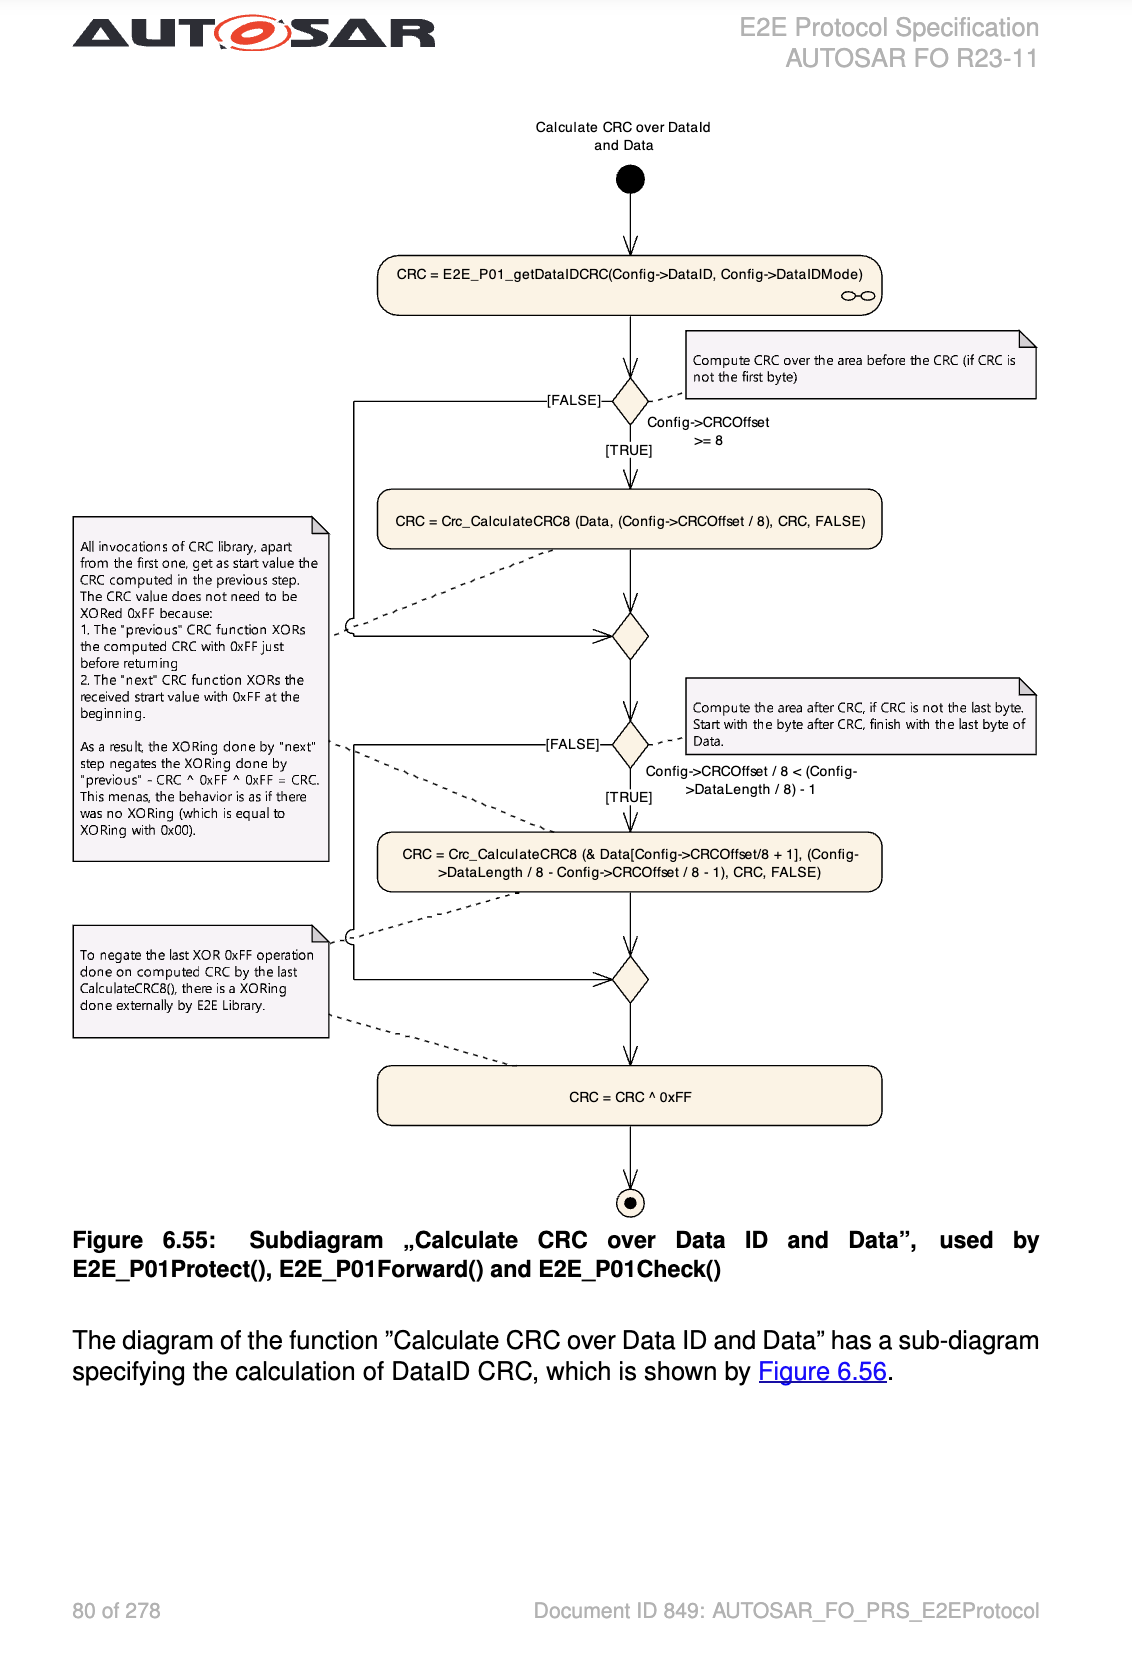 AUTOSAR
E2E Protocol Specification
AUTOSAR FO R23-11
Calculate CRC over DataId
and Data
CRC = E2E_P01_getDataIDCRC(Config->DataID, Config->DataIDMode)
Compute CRC over the area before the CRC (if CRC is
not the first byte)
[FALSE]
Config->CRCOffset
>= 8
[TRUE]
CRC = Crc_CalculateCRC8 (Data, (Config->CRCOffset / 8), CRC, FALSE)
All invocations of CRC library, apart
from the first one, get as start value the
CRC computed in the previous step.
The CRC value does not need to be
XORed 0xFF because:
1. The "previous" CRC function XORs
the computed CRC with 0xFF just
before returning
2. The "next" CRC function XORs the
received strart value with 0xFF at the
beginning.
As a result, the XORing done by "next"
step negates the XORing done by
"previous" - CRC ^ 0xFF ^ 0xFF = CRC.
This menas, the behavior is as if there
was no XORing (which is equal to
XORing with 0x00).
Compute the area after CRC, if CRC is not the last byte.
Start with the byte after CRC, finish with the last byte of
Data.
[FALSE]
Config->CRCOffset / 8 < (Config-
>DataLength / 8) - 1
[TRUE]
CRC = Crc_CalculateCRC8 (& Data[Config->CRCOffset/8 + 1], (Config-
>DataLength / 8 - Config->CRCOffset / 8 - 1), CRC, FALSE)
To negate the last XOR 0xFF operation
done on computed CRC by the last
CalculateCRC8(), there is a XORing
done externally by E2E Library.
CRC = CRC ^ 0xFF
Figure 6.55: Subdiagram „Calculate CRC over Data ID and Data”, used by
E2E_P01Protect(), E2E_P01Forward() and E2E_P01Check()
The diagram of the function ”Calculate CRC over Data ID and Data” has a sub-diagram
specifying the calculation of DataID CRC, which is shown by Figure 6.56.
80 of 278
Document ID 849: AUTOSAR_FO_PRS_E2EProtocol